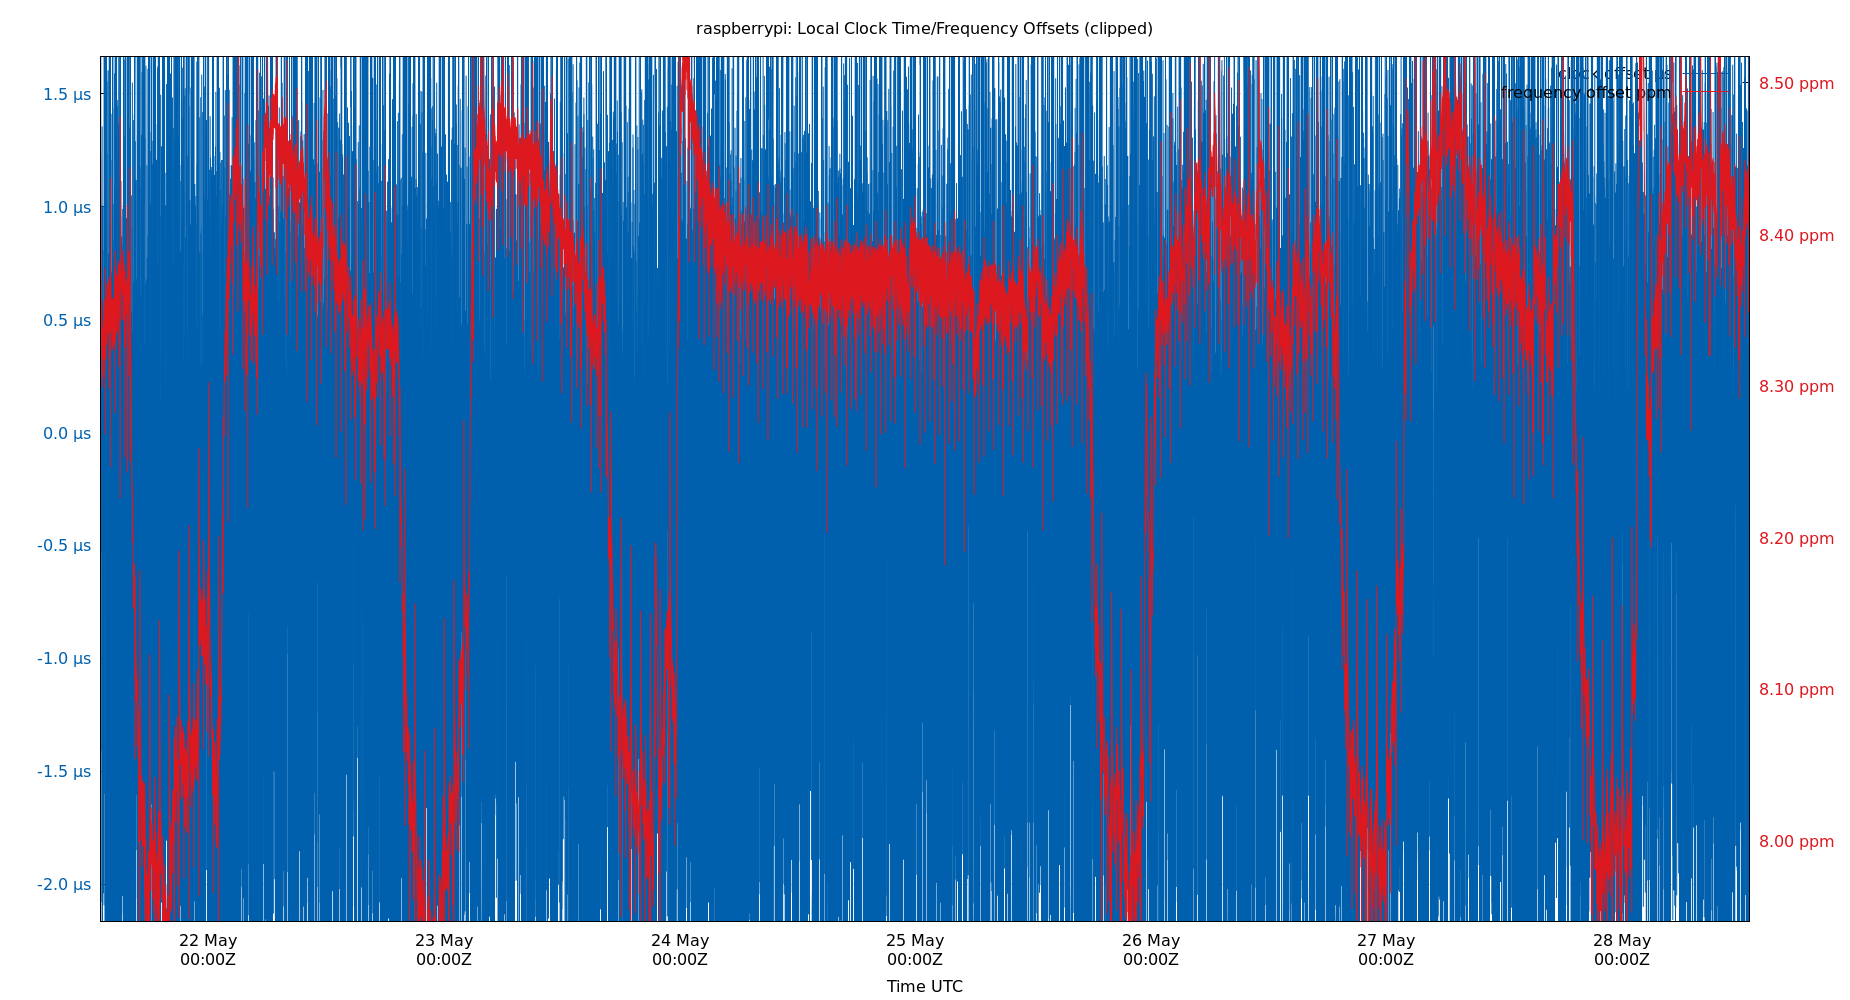 raspberrypi: Local Clock Time/Frequency Offsets (clipped)
clock offset µs
frequency offset ppm
1.5 µs
1.0 µs
0.5 µs
0.0 µs
-0.5 µs
-1.0 µs
-1.5 µs
-2.0 µs
8.50 ppm
8.40 ppm
8.30 ppm
8.20 ppm
8.10 ppm
8.00 ppm
22 May
00:00Z
23 May
00:00Z
24 May
00:00Z
25 May
00:00Z
26 May
00:00Z
27 May
00:00Z
28 May
00:00Z
Time UTC